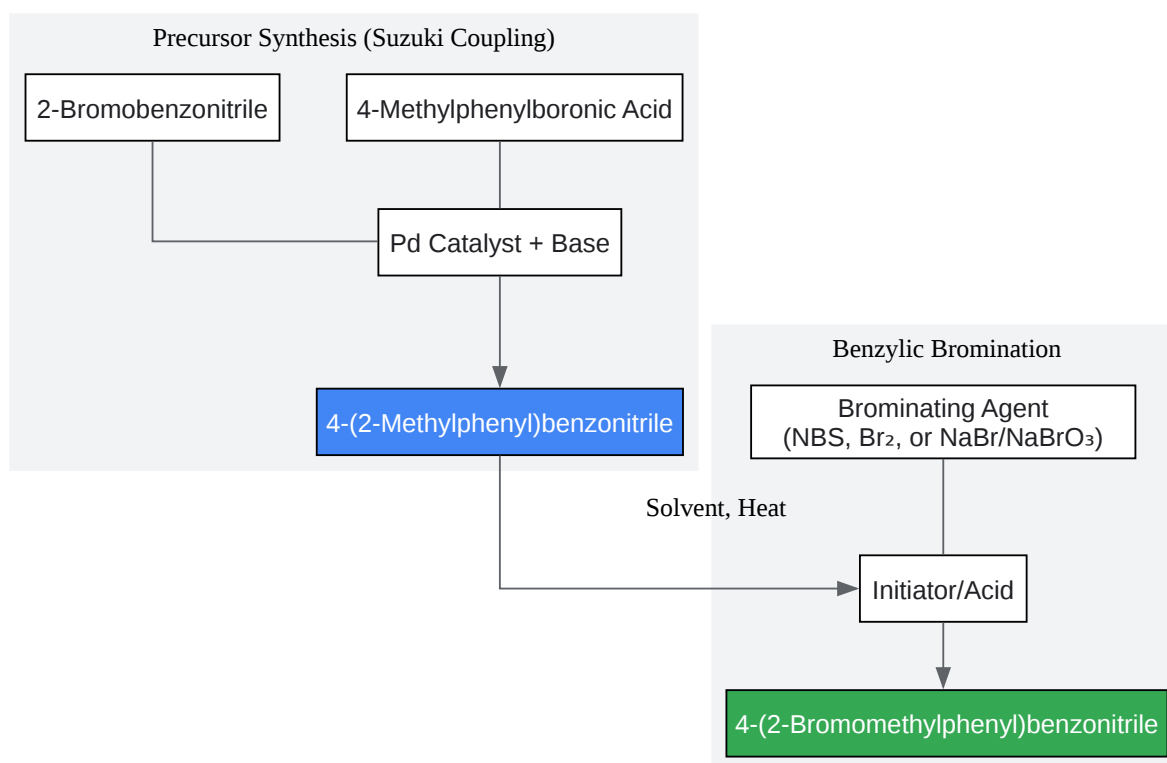 Precursor Synthesis (Suzuki Coupling)
2-Bromobenzonitrile
4-Methylphenylboronic Acid
Pd Catalyst + Base
4-(2-Methylphenyl)benzonitrile
Benzylic Bromination
Brominating Agent
(NBS, Br₂, or NaBr/NaBrO₃)
Solvent, Heat
Initiator/Acid
4-(2-Bromomethylphenyl)benzonitrile